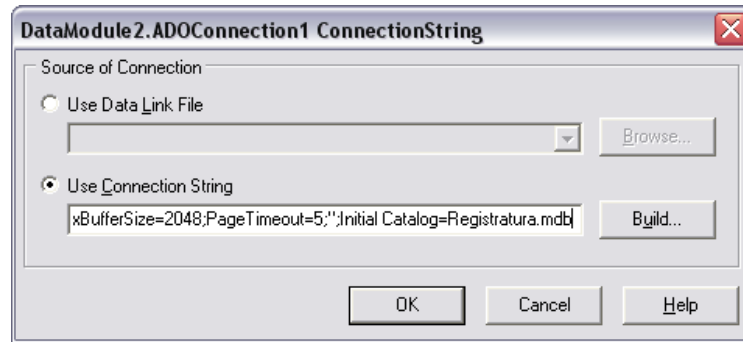 DataModule2.ADOConnection1 ConnectionString
Source of Connection
Use Data Link File
Browse...
Use Connection String
xBufferSize=2048;PageTimeout=5;";Initial Catalog=Registratura.mdb
Build...
OK Cancel Help